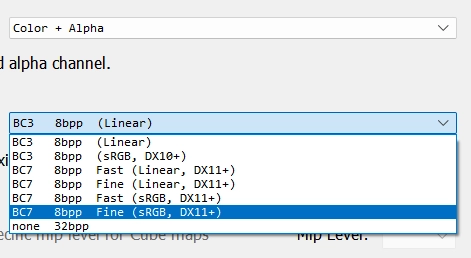 Color + Alpha
d alpha channel.
BC3 8bpp (Linear)
BC3 8bpp (Linear)
BC3 8bpp (sRGB, DX10+)
BC7 8bpp Fast (Linear, DX11+)
BC7 8bpp Fine (Linear, DX11+)
BC7 8bpp Fast (sRGB, DX11+)
BC7 8bpp Fine (sRGB, DX11+)
none 32bpp
ecific mip level for Cube maps Mip Level: